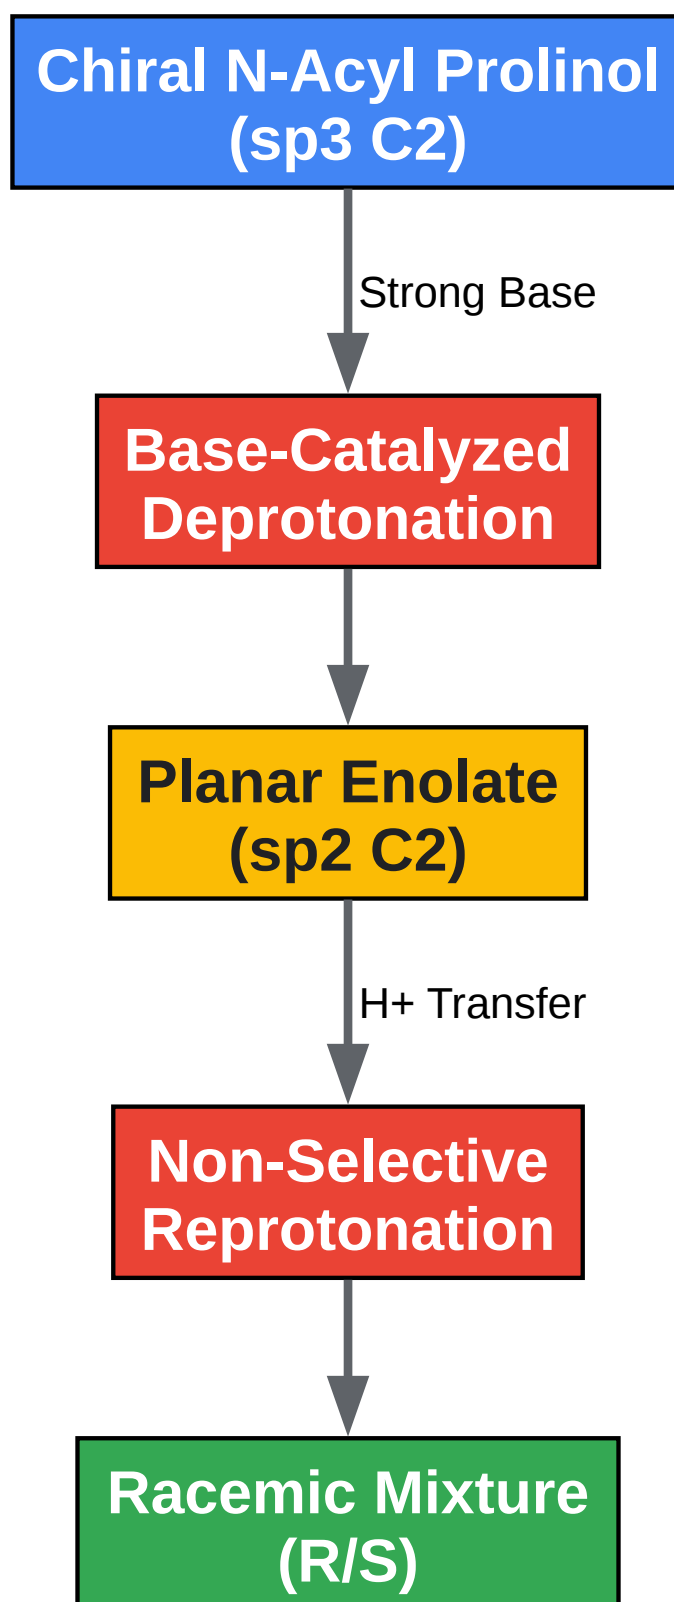 Chiral N-Acyl Prolinol
(sp3 C2)
Strong Base
Base-Catalyzed
Deprotonation
Planar Enolate
(sp2 C2)
H+ Transfer
Non-Selective
Reprotonation
Racemic Mixture
(R/S)